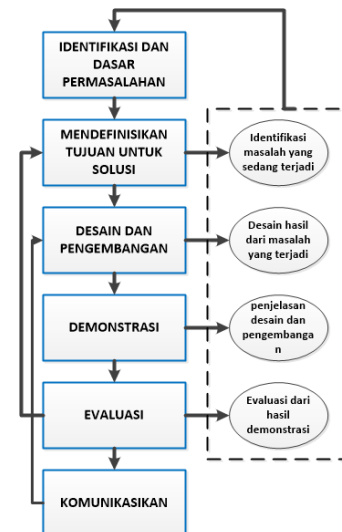 IDENTIFIKASI DAN
DASAR
PERMASALAHAN
MENDEFINISIKAN
TUJUAN UNTUK
SOLUSI
Identifikasi
masalah yang
sedang terjadi
DESAIN DAN
PENGEMBANGAN
Desain hasil
dari masalah
yang terjadi
DEMONSTRASI
penjelasan
desain dan
pengembanga
n
EVALUASI
Evaluasi dari
hasil
demonstrasi
KOMUNIKASIKAN